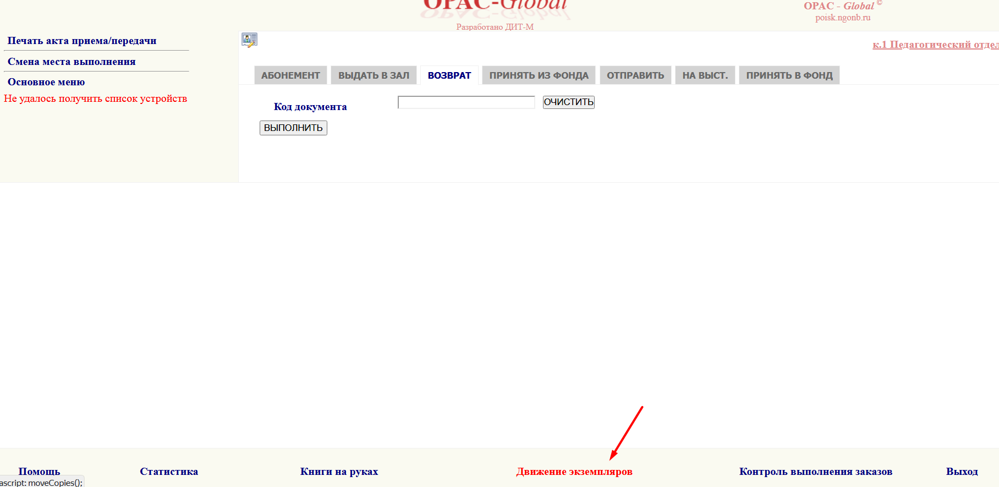 OPAC-Global
Разработано ДИТ-М
OPAC - Global ©
poisk.ngonb.ru
Печать акта приема/передачи
Смена места выполнения
Основное меню
Не удалось получить список устройств
к.1 Педагогический отдел
АБОНЕМЕНТ ВЫДАТЬ В ЗАЛ ВОЗВРАТ ПРИНЯТЬ ИЗ ФОНДА ОТПРАВИТЬ НА ВЫСТ. ПРИНЯТЬ В ФОНД
Код документа ОЧИСТИТЬ
ВЫПОЛНИТЬ
Помощь Статистика Книги на руках Движение экземпляров Контроль выполнения заказов Выход
ascript: moveCopies();